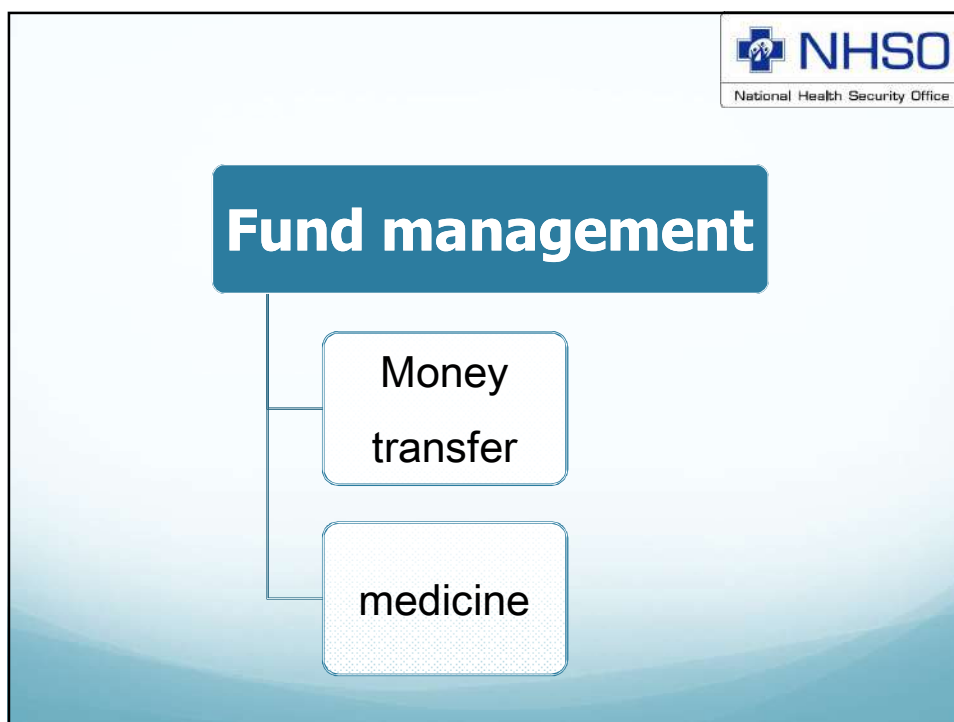 NHSO
National Health Security Office
Fund management
Money
transfer
medicine